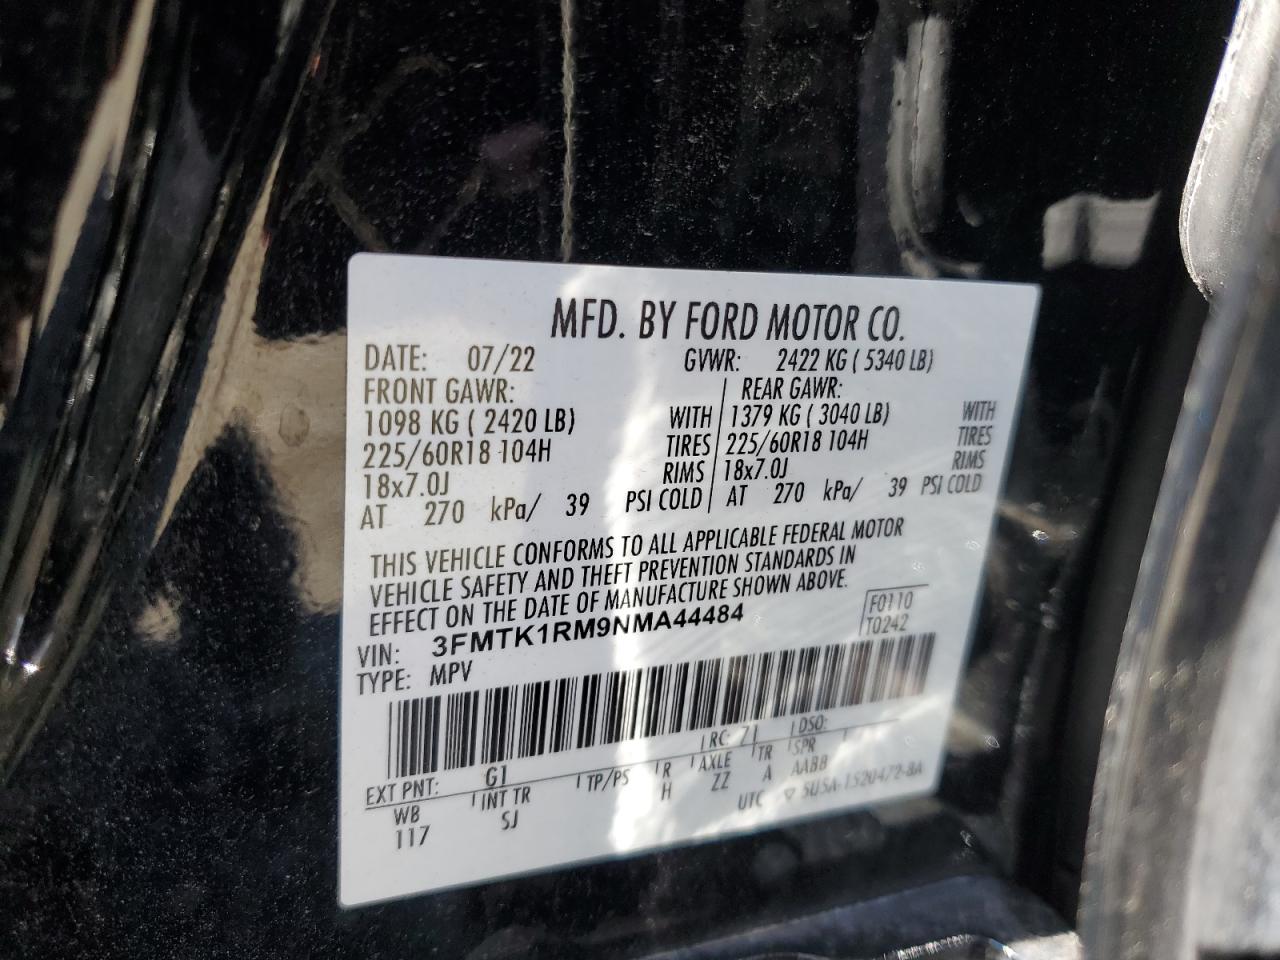 MFD. BY FORD MOTOR CO.
DATE: 07/22 GVWR: 2422 KG ( 5340 LB)
FRONT GAWR: REAR GAWR:
1098 KG ( 2420 LB) WITH 1379 KG ( 3040 LB) WITH
225/60R18 104H TIRES 225/60R18 104H TIRES
18x7.0J RIMS 18x7.0J RIMS
AT 270 kPa/ 39 PSI COLD AT 270 kPa/ 39 PSI COLD
THIS VEHICLE CONFORMS TO ALL APPLICABLE FEDERAL MOTOR
VEHICLE SAFETY AND THEFT PREVENTION STANDARDS IN
EFFECT ON THE DATE OF MANUFACTURE SHOWN ABOVE.
VIN: 3FMTK1RM9NMA44484 F0110
TYPE: MPV T0242
EXT PNT: G1 RC: 71 DSO:
WB INT TR TP/PS R AXLE TR SPR
117 SJ H ZZ A AABB
UTC 5U5A-1520472-BA